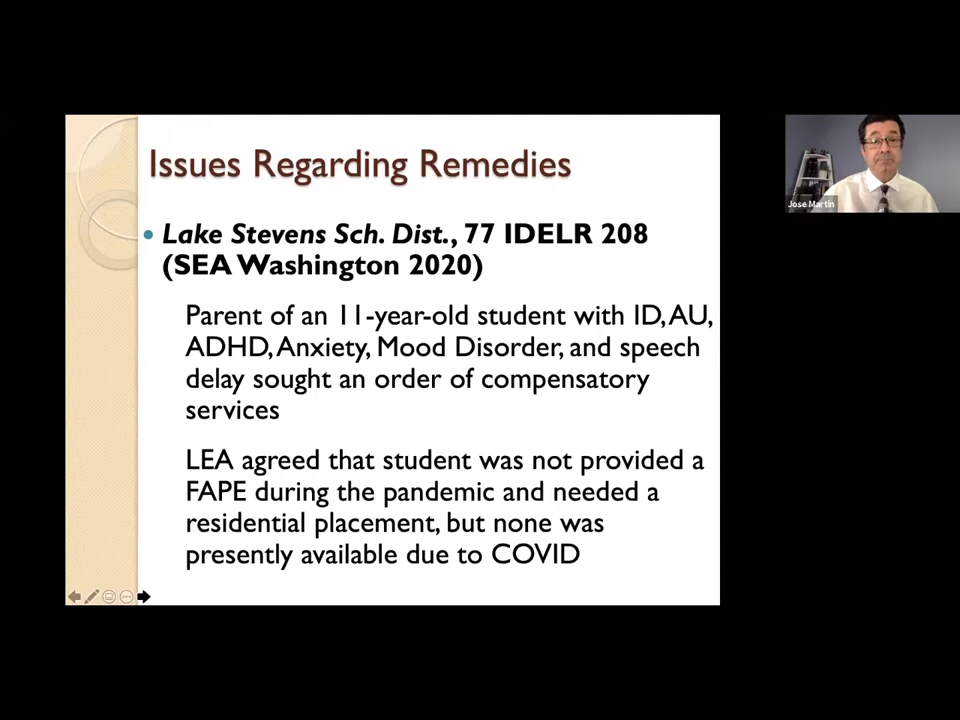 Issues Regarding Remedies
Lake Stevens Sch. Dist., 77 IDELR 208
(SEA Washington 2020)
Parent of an 11-year-old student with ID, AU,
ADHD, Anxiety, Mood Disorder, and speech
delay sought an order of compensatory
services
LEA agreed that student was not provided a
FAPE during the pandemic and needed a
residential placement, but none was
presently available due to COVID
Jose Martin